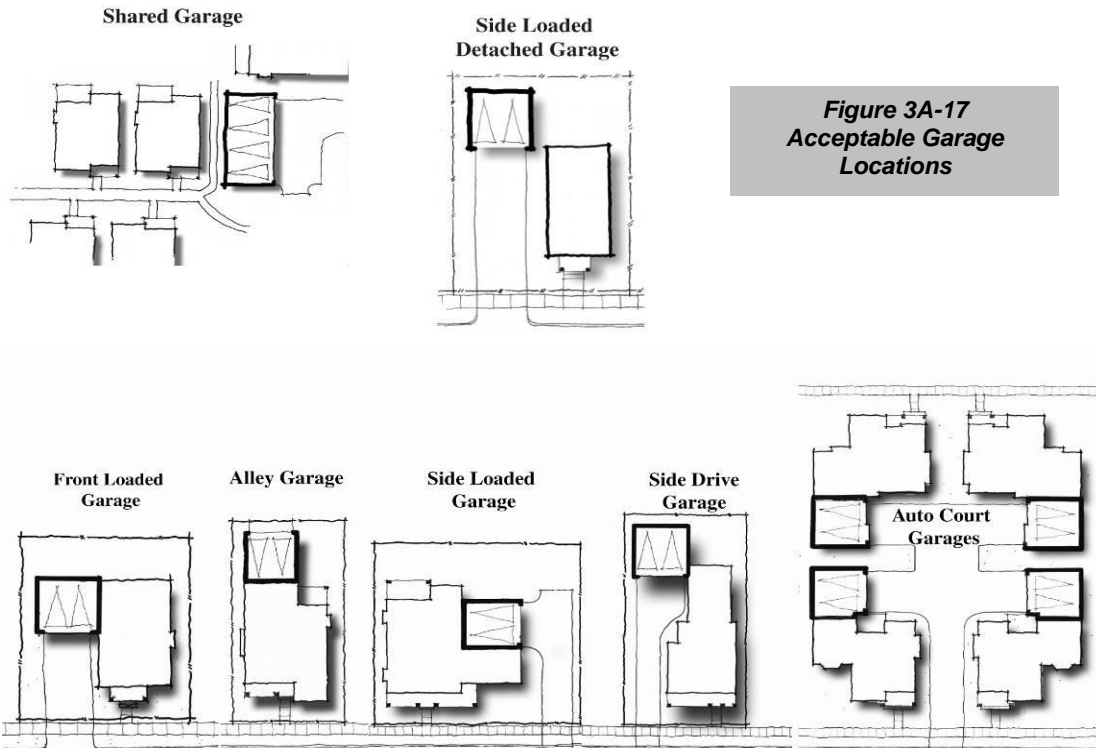 Shared Garage
Side Loaded
Detached Garage
Figure 3A-17
Acceptable Garage
Locations
Front Loaded
Garage
Alley Garage
Side Loaded
Garage
Side Drive
Garage
Auto Court
Garages